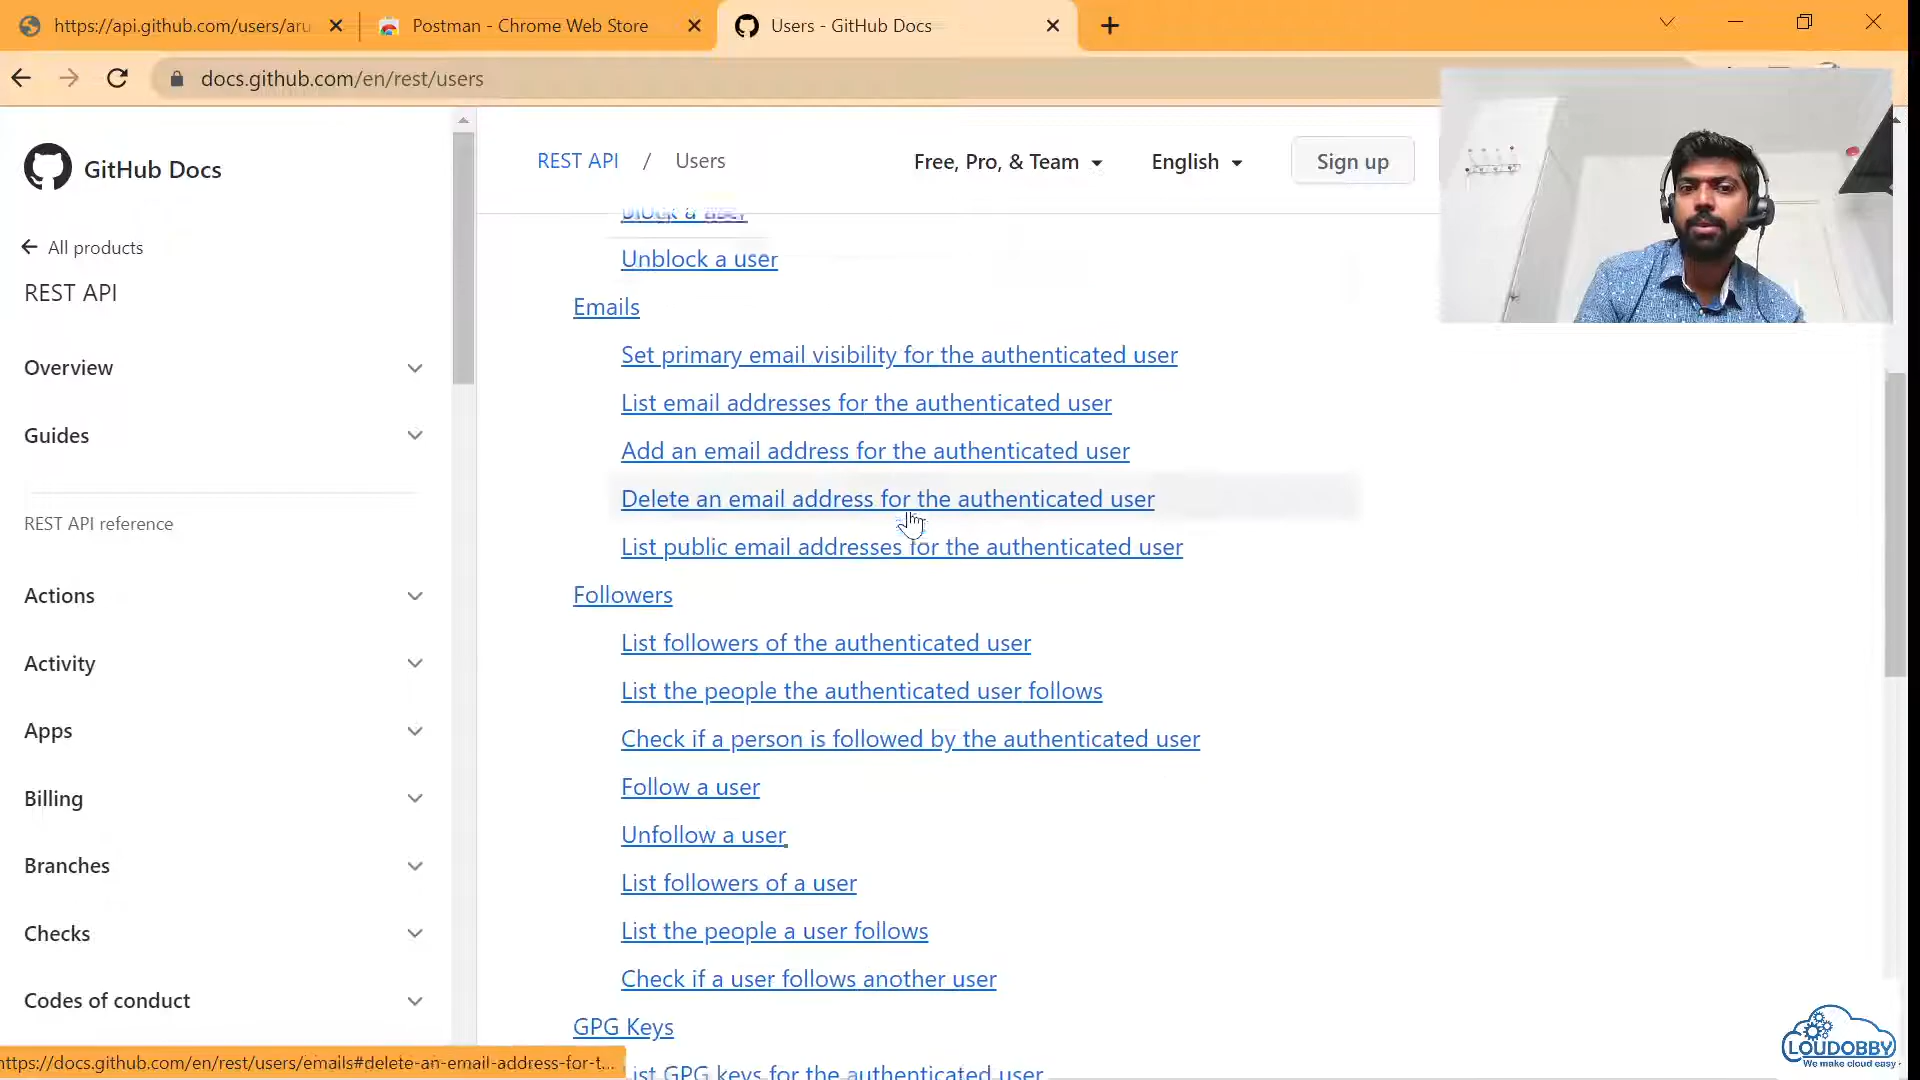 https://api.github.com/users/aru
Postman - Chrome Web Store
Users - GitHub Docs
docs.github.com/en/rest/users
GitHub Docs
All products
REST API
Overview
Guides
REST API reference
Actions
Activity
Apps
Billing
Branches
Checks
Codes of conduct
REST API / Users
Free, Pro, & Team
English
Sign up
Block a user
Unblock a user
Emails
Set primary email visibility for the authenticated user
List email addresses for the authenticated user
Add an email address for the authenticated user
Delete an email address for the authenticated user
List public email addresses for the authenticated user
Followers
List followers of the authenticated user
List the people the authenticated user follows
Check if a person is followed by the authenticated user
Follow a user
Unfollow a user
List followers of a user
List the people a user follows
Check if a user follows another user
GPG Keys
List GPG keys for the authenticated user
https://docs.github.com/en/rest/users/emails#delete-an-email-address-for-t...
LOUDOBBY
We make cloud easy